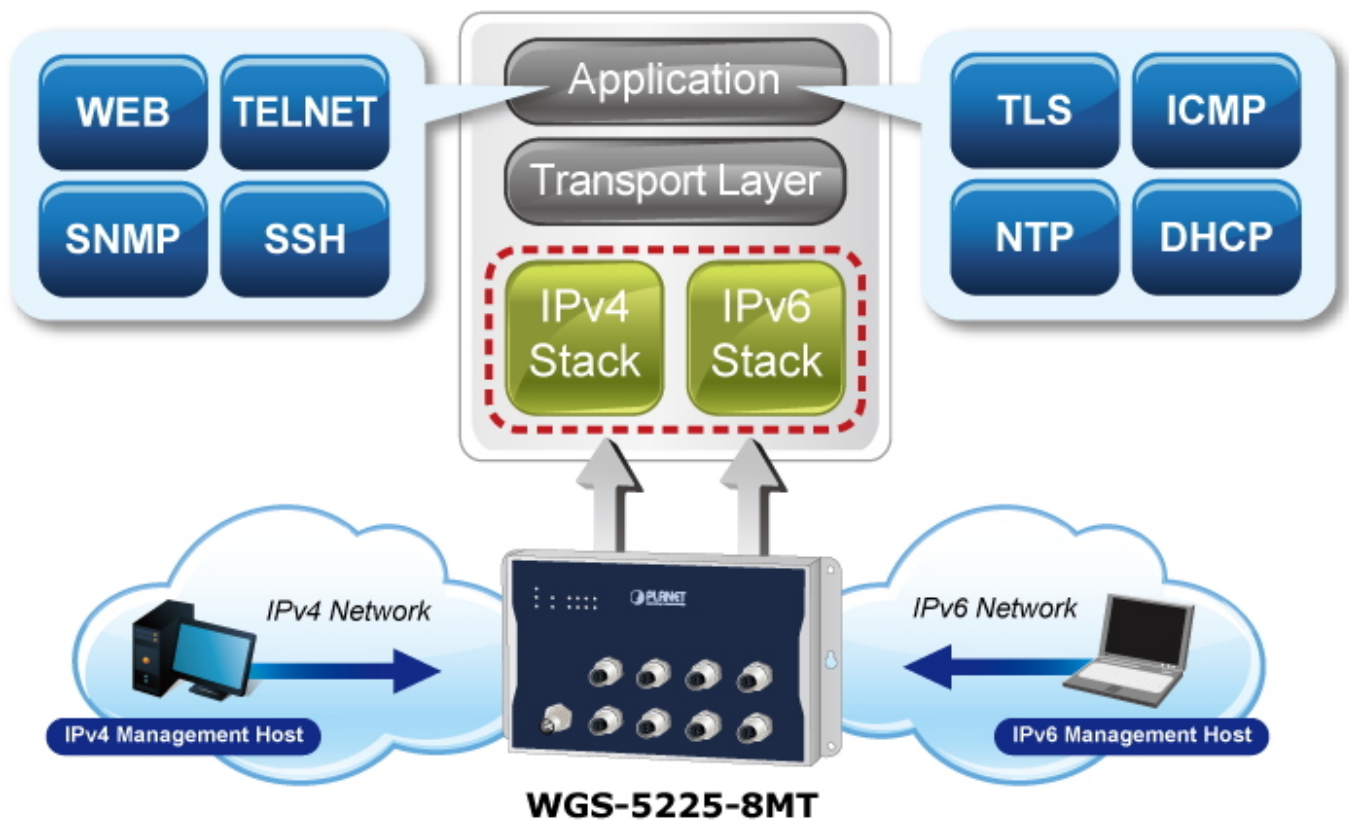 WEB
TELNET
SNMP
SSH
Application
Transport Layer
IPv4
Stack
IPv6
Stack
TLS
ICMP
NTP
DHCP
IPv4 Network
IPv4 Management Host
PLANET
IPv6 Network
IPv6 Management Host
WGS-5225-8MT